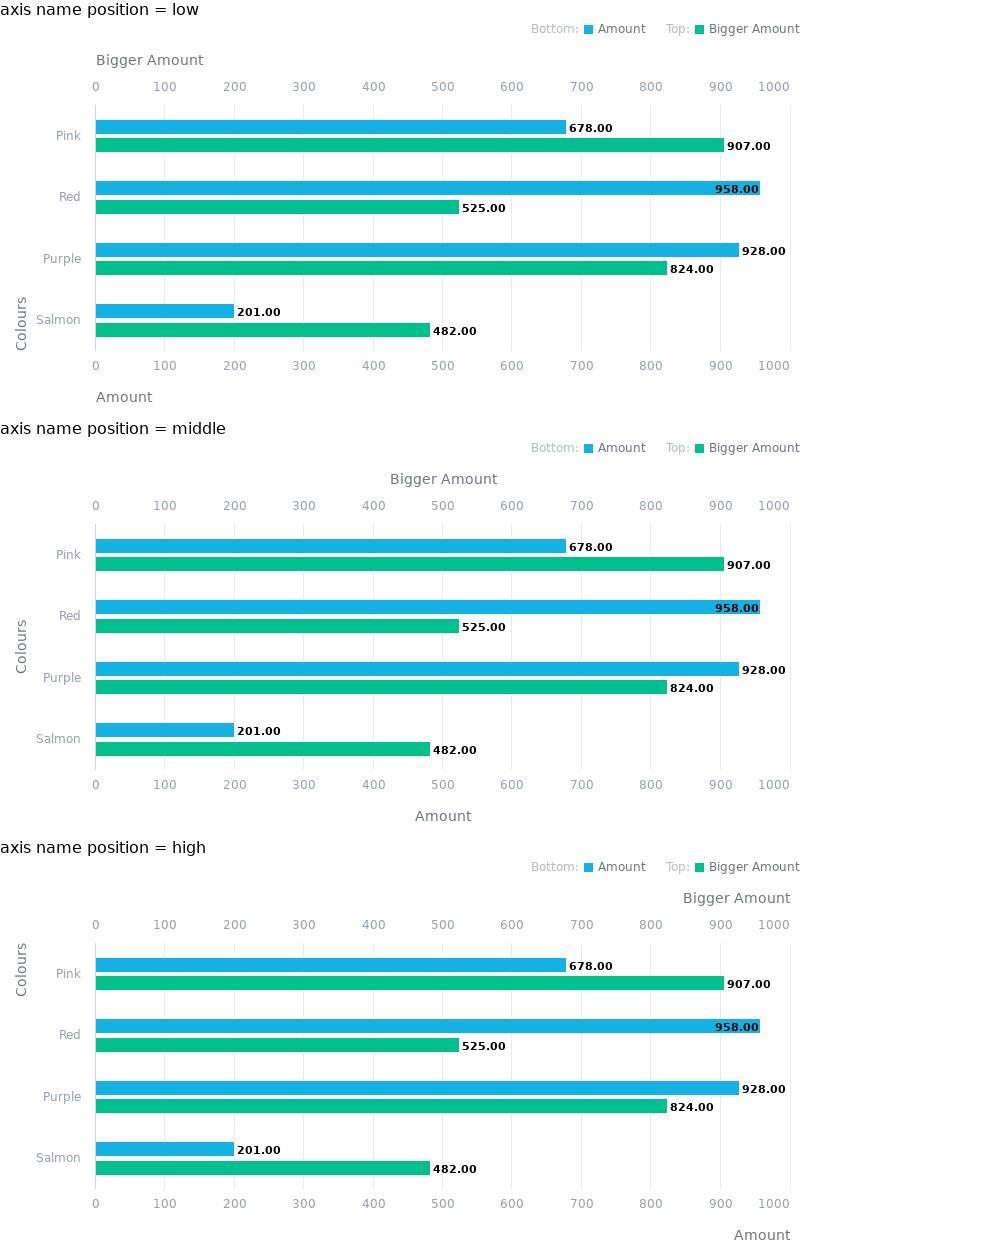 axis name position = low
Bottom: Amount Top: Bigger Amount
Bigger Amount
0 100 200 300 400 500 600 700 800 900 1000
Pink
678.00
907.00
Red
958.00
525.00
Purple
928.00
824.00
Salmon
201.00
482.00
Colours
0 100 200 300 400 500 600 700 800 900 1000
Amount
axis name position = middle
Bottom: Amount Top: Bigger Amount
Bigger Amount
0 100 200 300 400 500 600 700 800 900 1000
Pink
678.00
907.00
Red
958.00
525.00
Colours
Purple
928.00
824.00
Salmon
201.00
482.00
0 100 200 300 400 500 600 700 800 900 1000
Amount
axis name position = high
Bottom: Amount Top: Bigger Amount
Bigger Amount
0 100 200 300 400 500 600 700 800 900 1000
Colours
Pink
678.00
907.00
Red
958.00
525.00
Purple
928.00
824.00
Salmon
201.00
482.00
0 100 200 300 400 500 600 700 800 900 1000
Amount